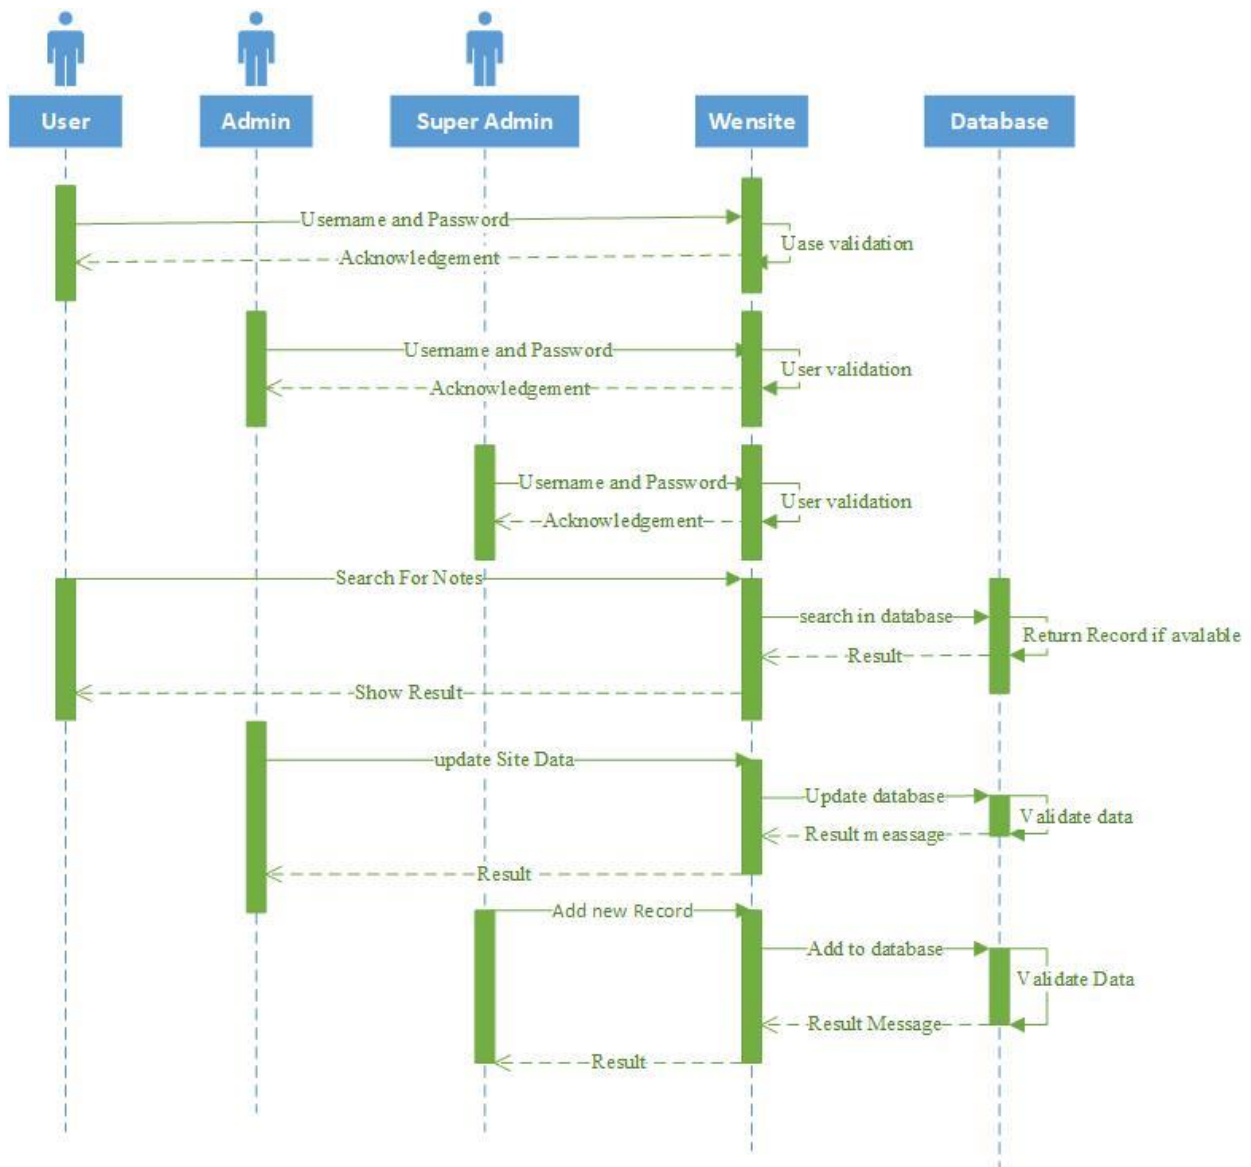 User
Admin
Super Admin
Wensite
Database
Username and Password
Uase validation
Acknowledgement
Username and Password
User validation
Acknowledgement
Username and Password
User validation
Acknowledgement
Search For Notes
search in database
Return Record if avalable
Result
Show Result
update Site Data
Update database
Validate data
Result meassage
Result
Add new Record
Add to database
Validate Data
Result Message
Result